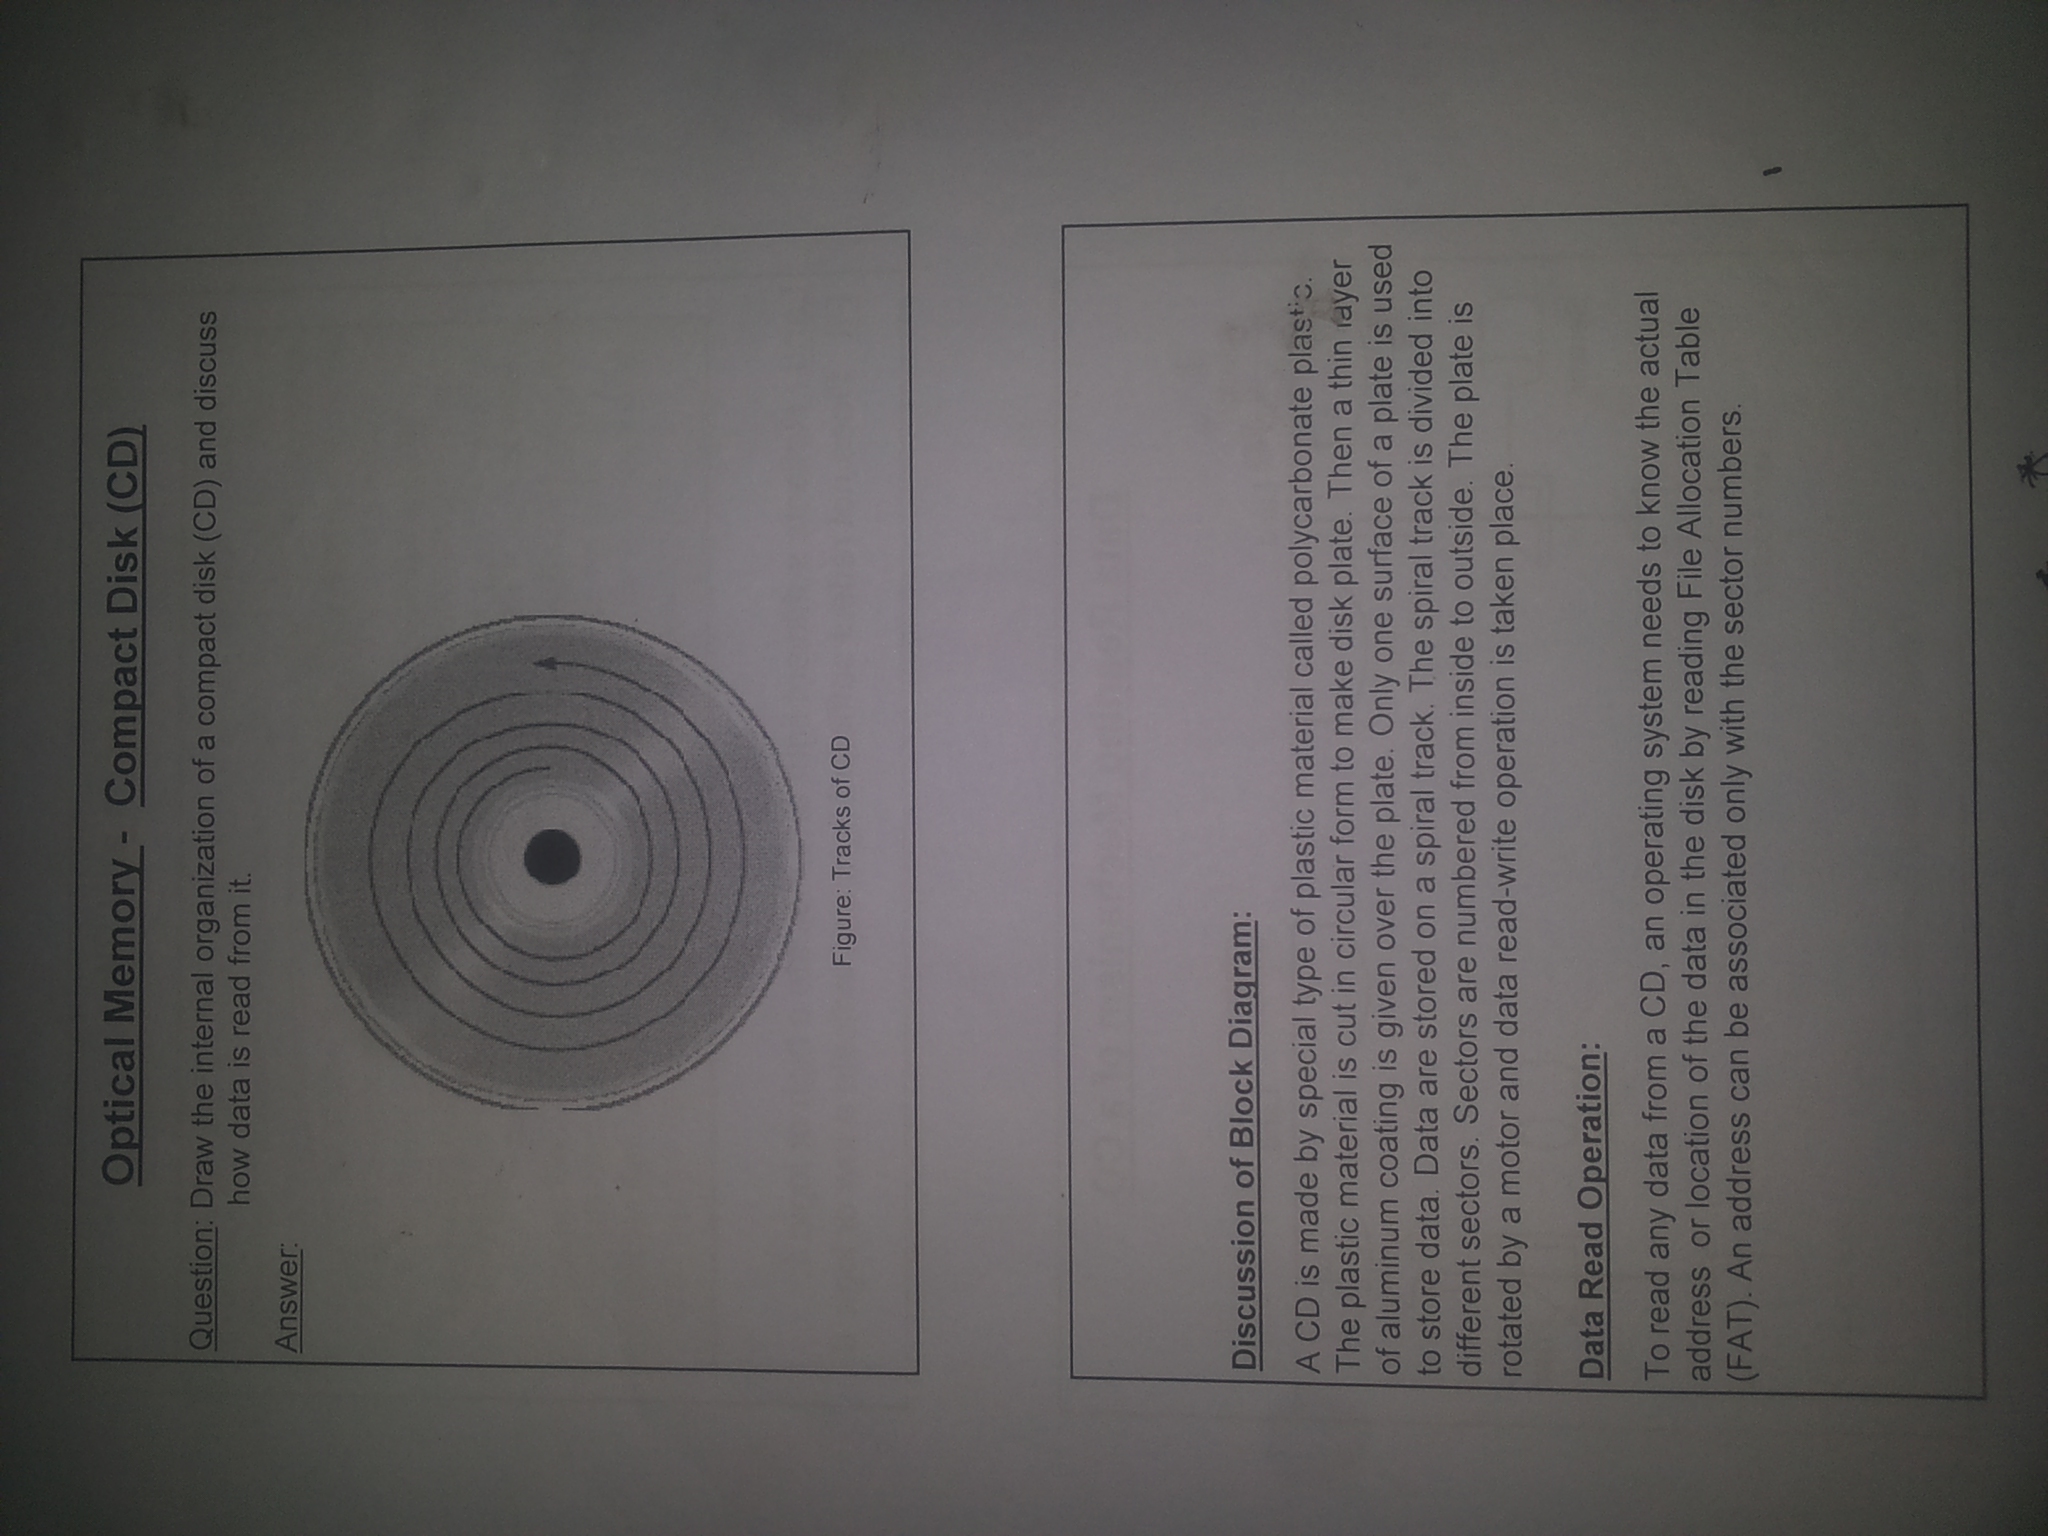 Optical Memory - Compact Disk (CD)
Question: Draw the internal organization of a compact disk (CD) and discuss
how data is read from it.
Answer:
Figure: Tracks of CD
Discussion of Block Diagram:
A CD is made by special type of plastic material called polycarbonate plastic.
The plastic material is cut in circular form to make disk plate. Then a thin layer
of aluminum coating is given over the plate. Only one surface of a plate is used
to store data. Data are stored on a spiral track. The spiral track is divided into
different sectors. Sectors are numbered from inside to outside. The plate is
rotated by a motor and data read-write operation is taken place.
Data Read Operation:
To read any data from a CD, an operating system needs to know the actual
address or location of the data in the disk by reading File Allocation Table
(FAT). An address can be associated only with the sector numbers.